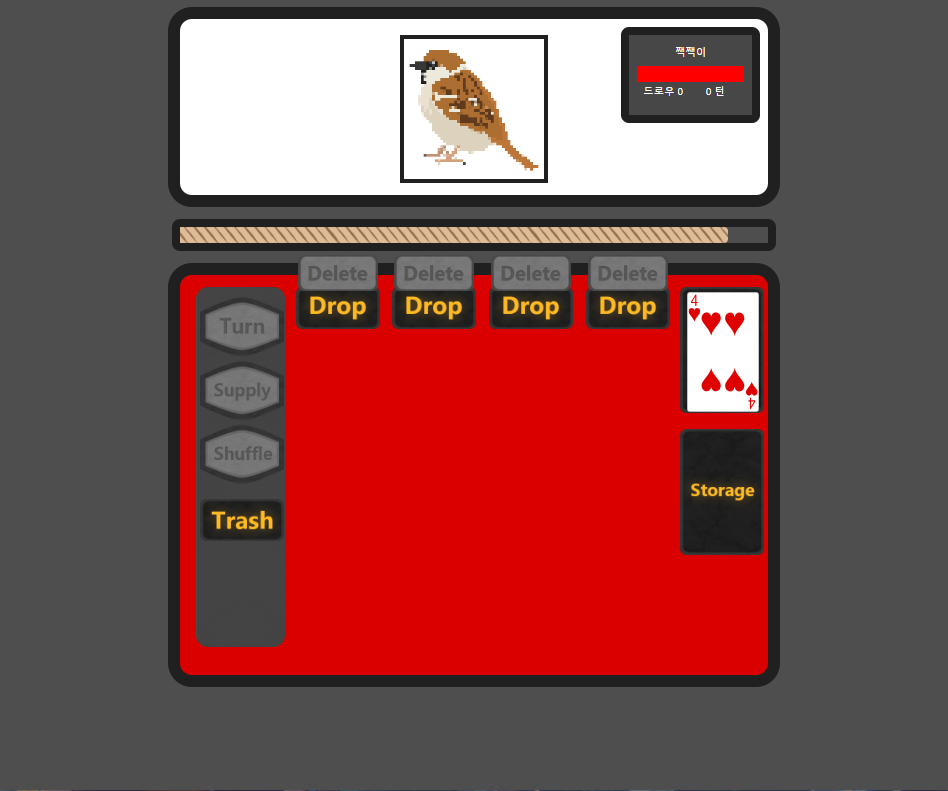 짹짹이
드로우 0 0 턴
Delete Delete Delete Delete
Drop Drop Drop Drop
Turn
Supply
Shuffle
Trash
4
4
Storage